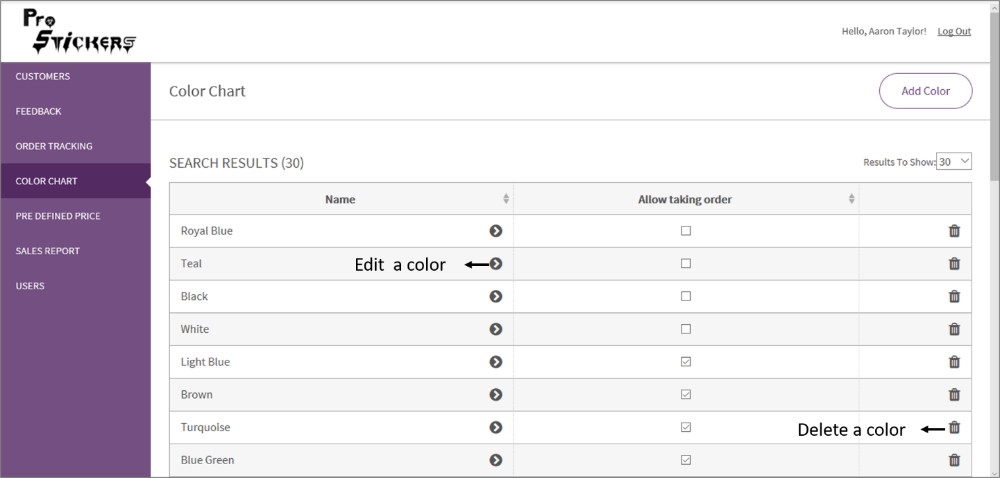 Pro
Stickers
Hello, Aaron Taylor! Log Out
CUSTOMERS
FEEDBACK
ORDER TRACKING
COLOR CHART
PRE DEFINED PRICE
SALES REPORT
USERS
Color Chart
Add Color
SEARCH RESULTS (30)
Results To Show: 30
Name Allow taking order
Royal Blue
Teal
Edit a color
Black
White
Light Blue
Brown
Turquoise
Delete a color
Blue Green